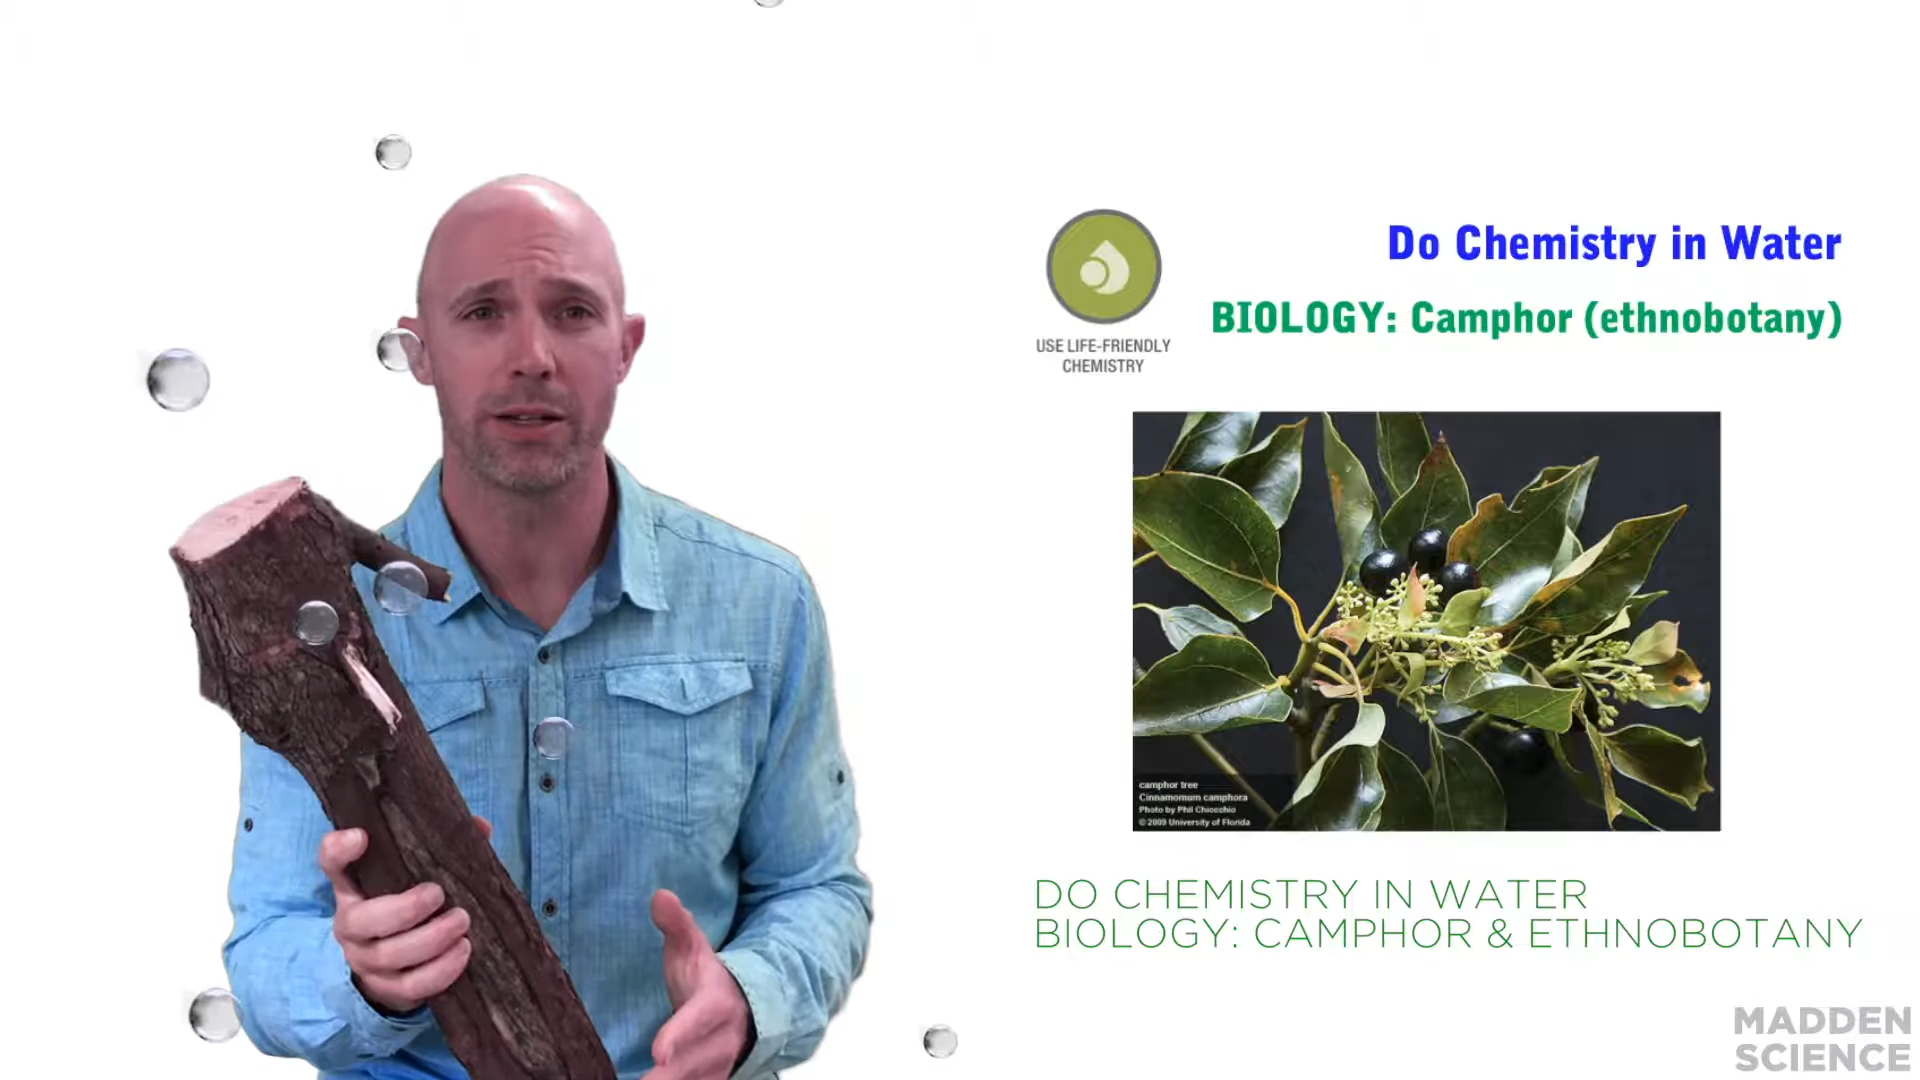 Do Chemistry in Water
BIOLOGY: Camphor (ethnobotany)
USE LIFE-FRIENDLY
CHEMISTRY
camphor tree
Cinnamomum camphora
Photo by Phil Chiocchio
© 2009 University of Florida
DO CHEMISTRY IN WATER
BIOLOGY: CAMPHOR & ETHNOBOTANY
MADDEN
SCIENCE